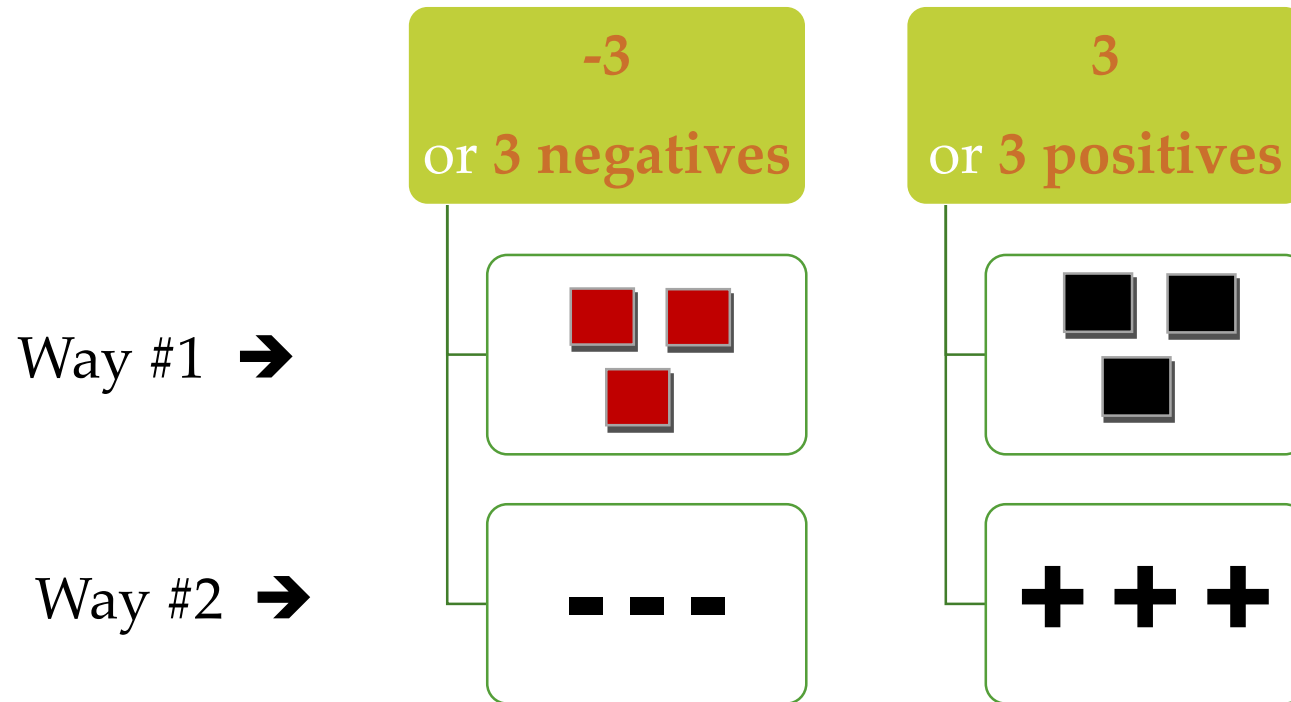 -3
or 3 negatives
3
or 3 positives
Way #1 ➔
Way #2 ➔
- - -
+ + +